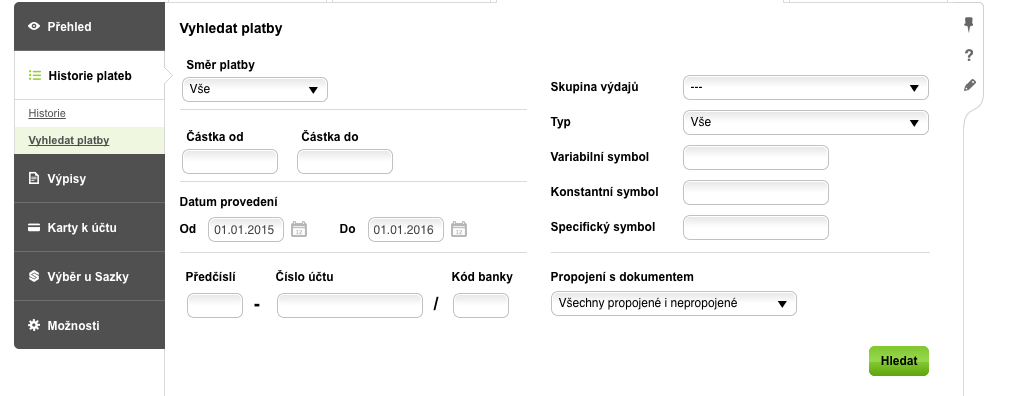 Přehled
Historie plateb
Historie
Vyhledat platby
Výpisy
Karty k účtu
Výběr u Sazky
Možnosti
Vyhledat platby
Směr platby
Vše
Částka od Částka do
Datum provedení
Od 01.01.2015 12 Do 01.01.2016 12
Předčíslí Číslo účtu Kód banky
- /
Skupina výdajů ---
Typ Vše
Variabilní symbol
Konstantní symbol
Specifický symbol
Propojení s dokumentem
Všechny propojené i nepropojené
Hledat
?